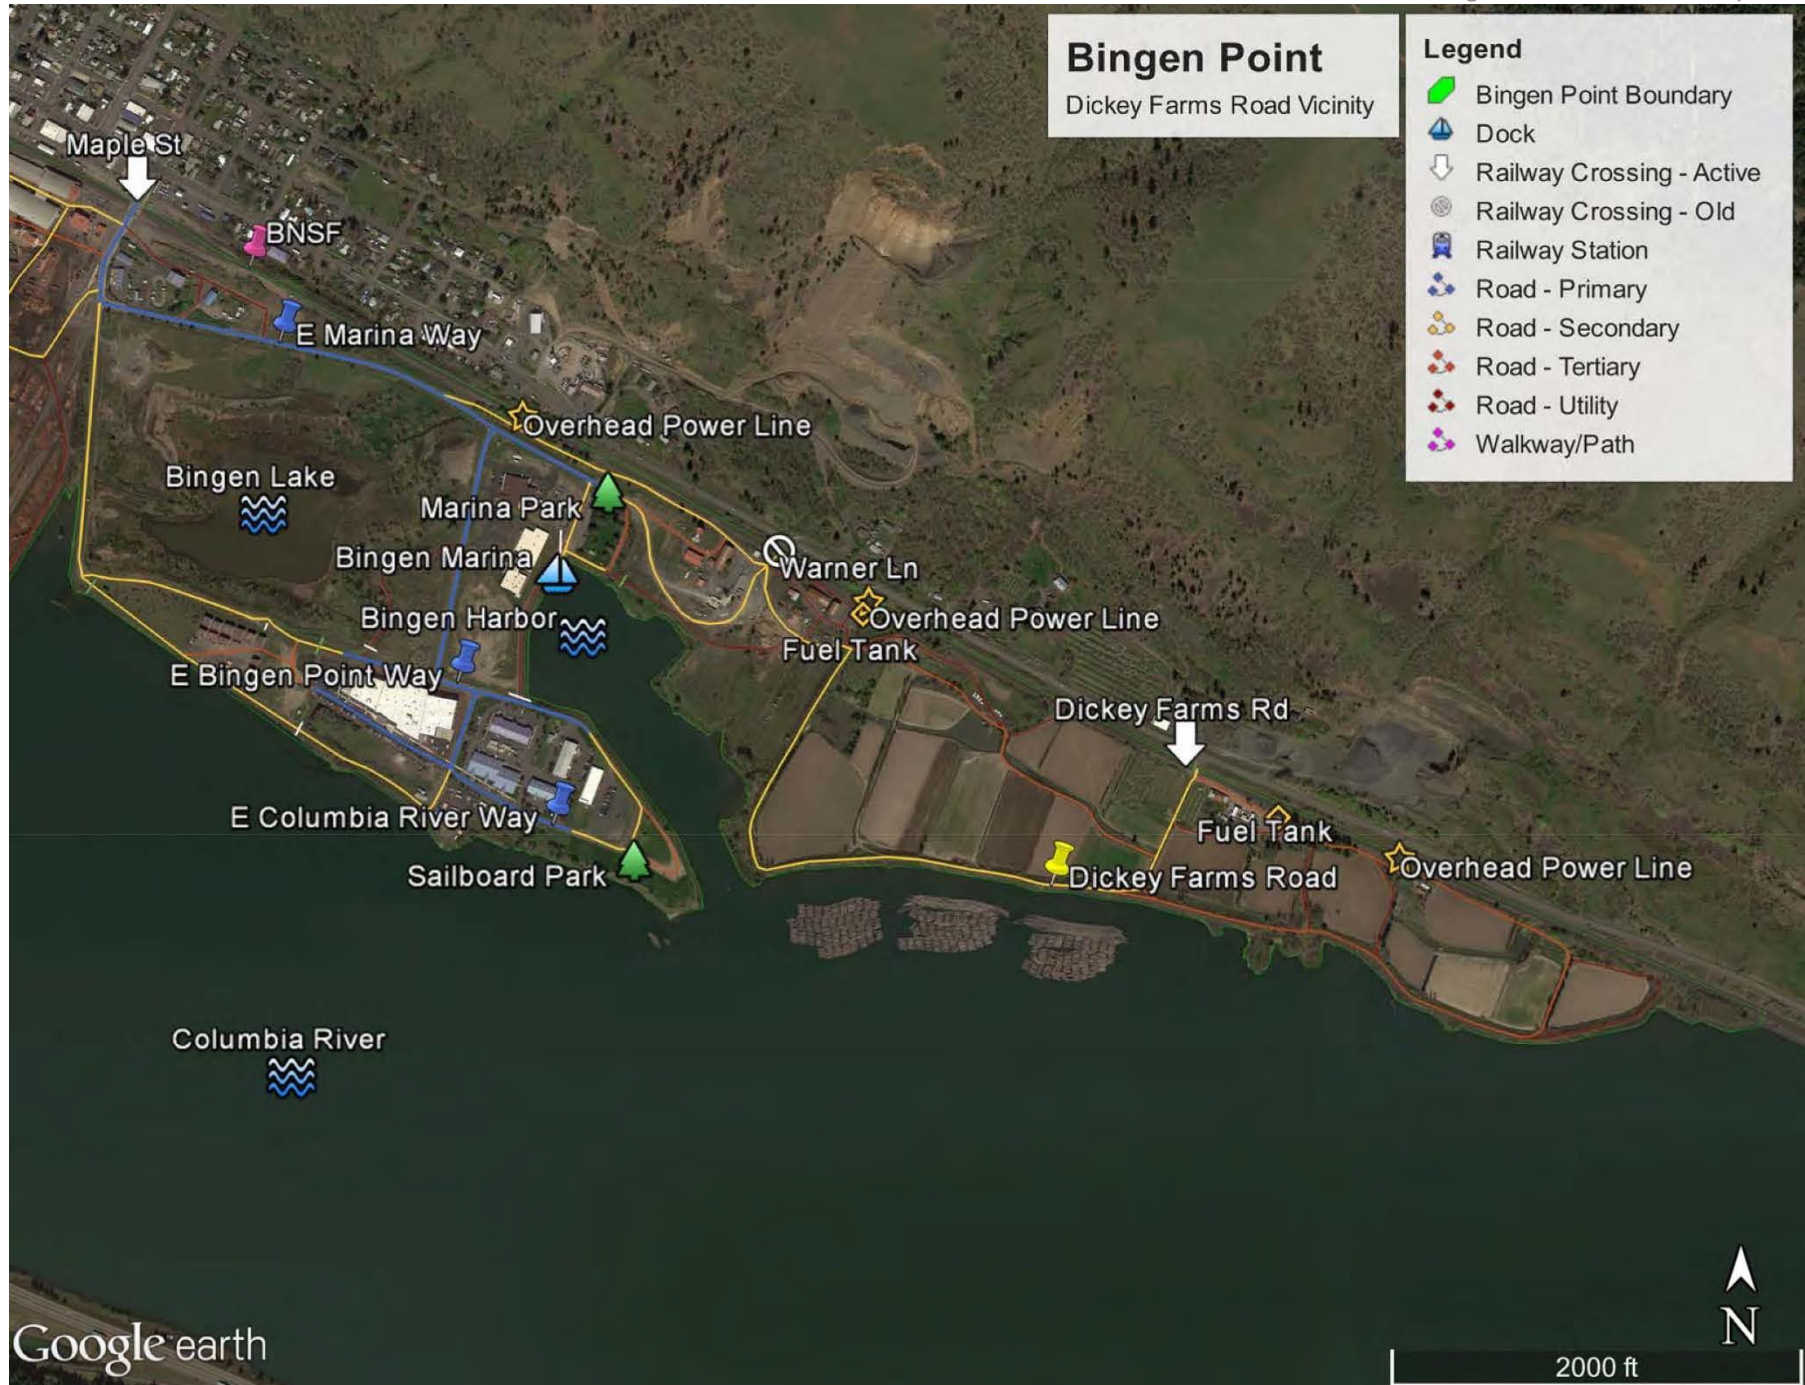 Bingen Point
Dickey Farms Road Vicinity
Legend
Bingen Point Boundary
Dock
Railway Crossing - Active
Railway Crossing - Old
Railway Station
Road - Primary
Road - Secondary
Road - Tertiary
Road - Utility
Walkway/Path
Maple St
BNSF
E Marina Way
Overhead Power Line
Bingen Lake
Marina Park
Bingen Marina
Warner Ln
Bingen Harbor
Overhead Power Line
Fuel Tank
E Bingen Point Way
Dickey Farms Rd
E Columbia River Way
Fuel Tank
Sailboard Park
Dickey Farms Road
Overhead Power Line
Columbia River
N
Google earth
2000 ft